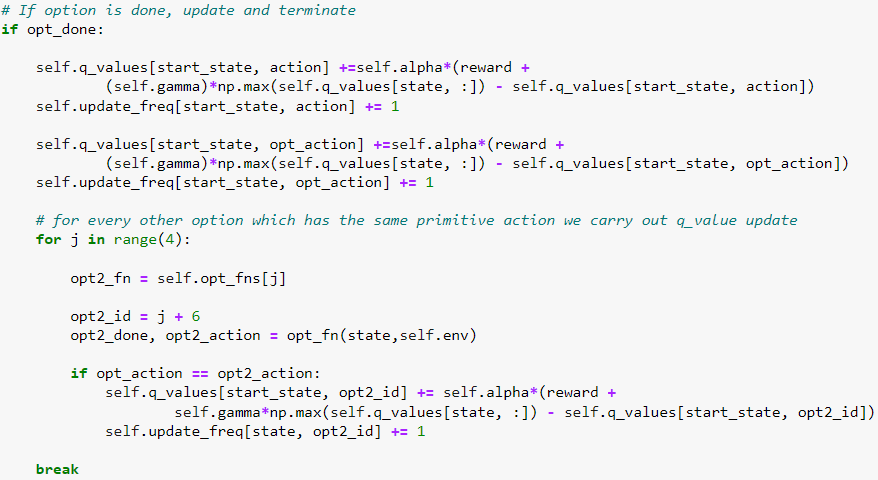 # If option is done, update and terminate
if opt_done:
self.q_values[start_state, action] +=self.alpha*(reward +
(self.gamma)*np.max(self.q_values[state, :]) - self.q_values[start_state, action])
self.update_freq[start_state, action] += 1
self.q_values[start_state, opt_action] +=self.alpha*(reward +
(self.gamma)*np.max(self.q_values[state, :]) - self.q_values[start_state, opt_action])
self.update_freq[start_state, opt_action] += 1
# for every other option which has the same primitive action we carry out q_value update
for j in range(4):
opt2_fn = self.opt_fns[j]
opt2_id = j + 6
opt2_done, opt2_action = opt_fn(state,self.env)
if opt_action == opt2_action:
self.q_values[start_state, opt2_id] += self.alpha*(reward +
self.gamma*np.max(self.q_values[state, :]) - self.q_values[start_state, opt2_id])
self.update_freq[state, opt2_id] += 1
break